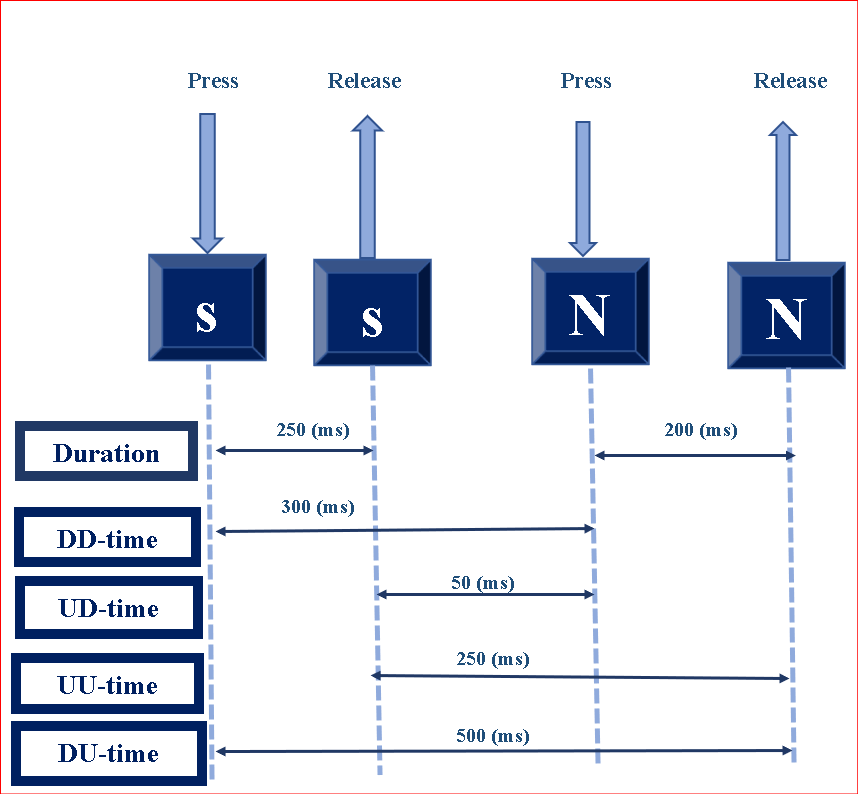 Press Release Press Release
s s N N
Duration 250 (ms) 200 (ms)
DD-time 300 (ms)
UD-time 50 (ms)
UU-time 250 (ms)
DU-time 500 (ms)